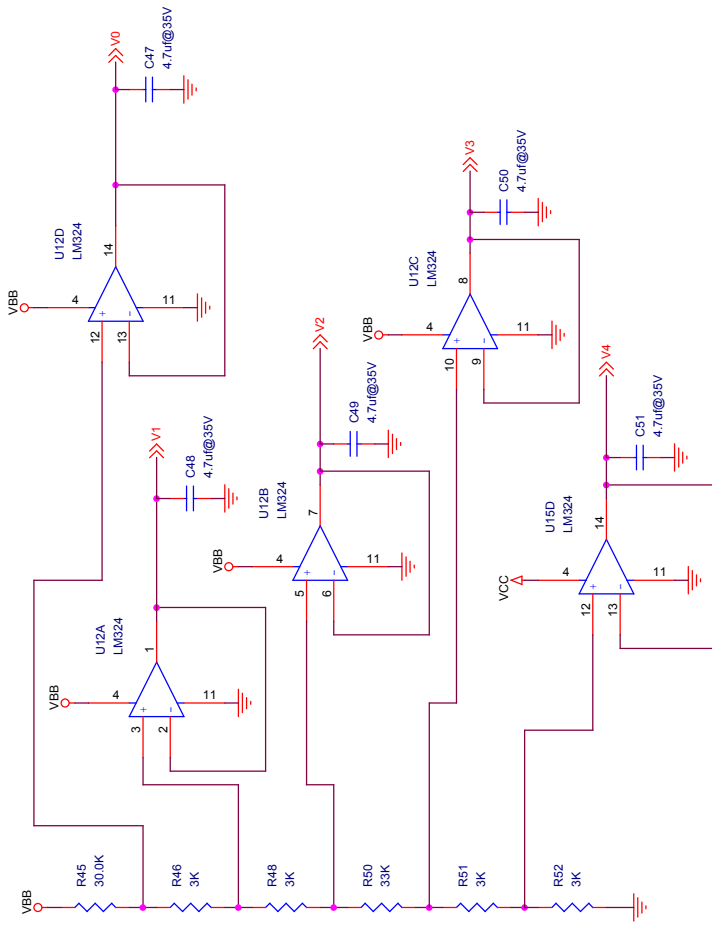 VBB
R45
30.0K
R46
3K
R48
3K
R50
33K
R51
3K
R52
3K
VBB
4
U12A
LM324
3
+
2
-
1
11
V1
C48
4.7uf@35V
VBB
4
U12D
LM324
12
+
13
-
14
11
V0
C47
4.7uf@35V
VBB
4
U12B
LM324
5
+
6
-
7
11
V2
C49
4.7uf@35V
VBB
4
U12C
LM324
10
+
9
-
8
11
V3
C50
4.7uf@35V
VCC
4
U15D
LM324
12
+
13
-
14
11
V4
C51
4.7uf@35V